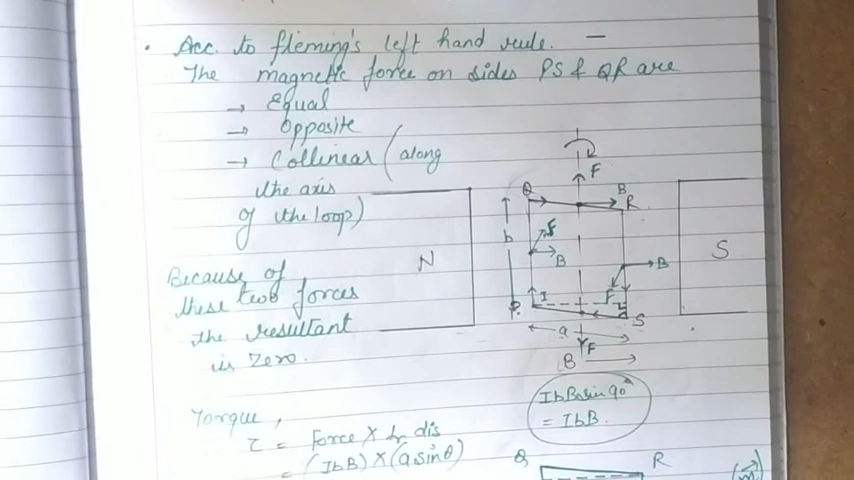 . Acc. to fleming's left hand rule. —
The magnetic force on sides PS & QR are
→ Equal
→ Opposite
→ Collinear (along
the axis
of the loop)
Because of
these two forces
the resultant
is zero.
N
S
F
Q
B
R
b
F
B
B
F
P
I
S
a
F
B
IbB sin 90°
= IbB.
Torque,
τ = Force × ⊥r dis
= (IbB) × (a sinθ)
Q
R
(m)